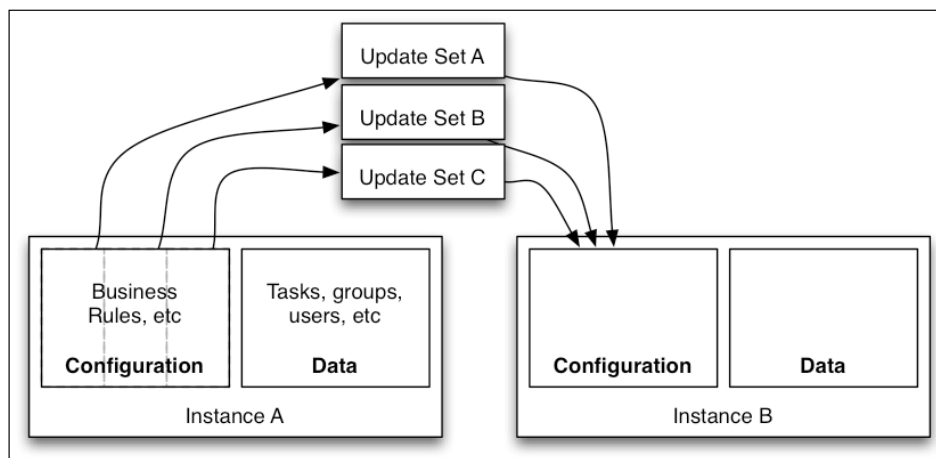 Update Set A
Update Set B
Update Set C
Business
Rules, etc
Configuration
Tasks, groups,
users, etc
Data
Instance A
Configuration
Data
Instance B